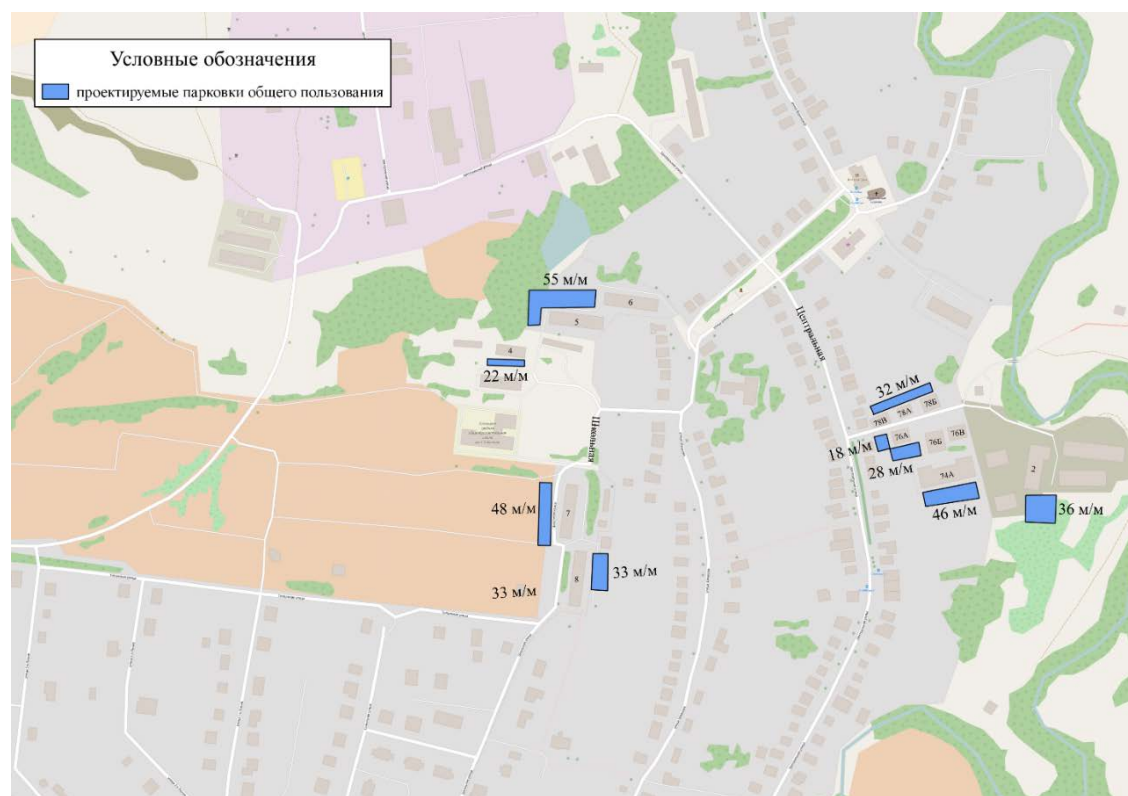 Условные обозначения
проектируемые парковки общего пользования
55 м/м
6
5
4
22 м/м
Школьная
Центральная
32 м/м
78В
78А
78Б
18 м/м
76А
76Б
76В
28 м/м
74А
46 м/м
2
36 м/м
48 м/м
7
33 м/м
8
33 м/м